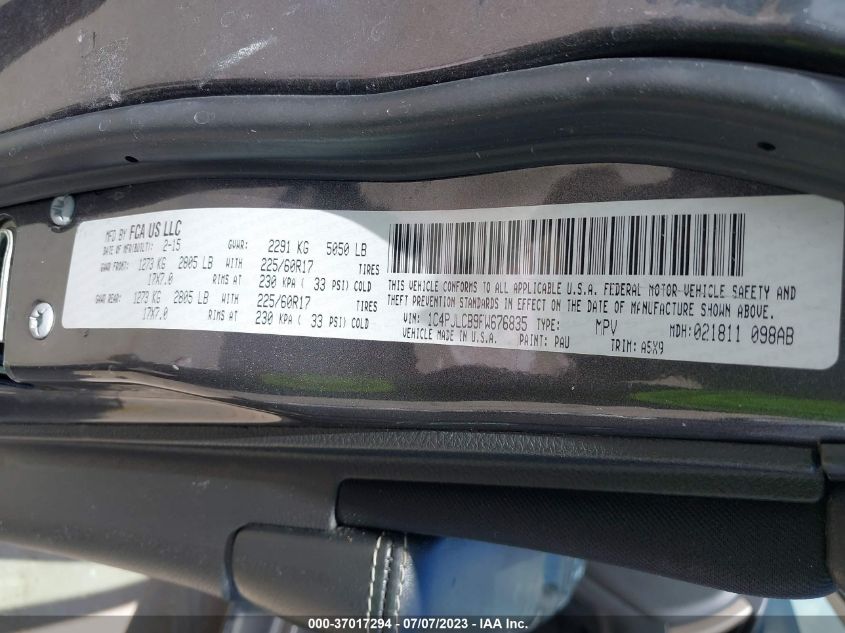 MFD BY FCA US LLC
DATE OF MFR(BUILT): 2-15 GVWR: 2291 KG 5050 LB
GAWR FRONT: 1273 KG 2805 LB WITH 225/60R17 TIRES
17X7.0 RIMS AT 230 KPA ( 33 PSI) COLD
GAWR REAR: 1273 KG 2805 LB WITH 225/60R17 TIRES
17X7.0 RIMS AT 230 KPA ( 33 PSI) COLD
THIS VEHICLE CONFORMS TO ALL APPLICABLE U.S.A. FEDERAL MOTOR VEHICLE SAFETY AND
THEFT PREVENTION STANDARDS IN EFFECT ON THE DATE OF MANUFACTURE SHOWN ABOVE.
VIN: 1C4PJLCB9FW676835 TYPE: MPV MDH: 021811 098AB
VEHICLE MADE IN U.S.A. PAINT: PAU TRIM: A5X9
000-37017294 - 07/07/2023 - IAA Inc.